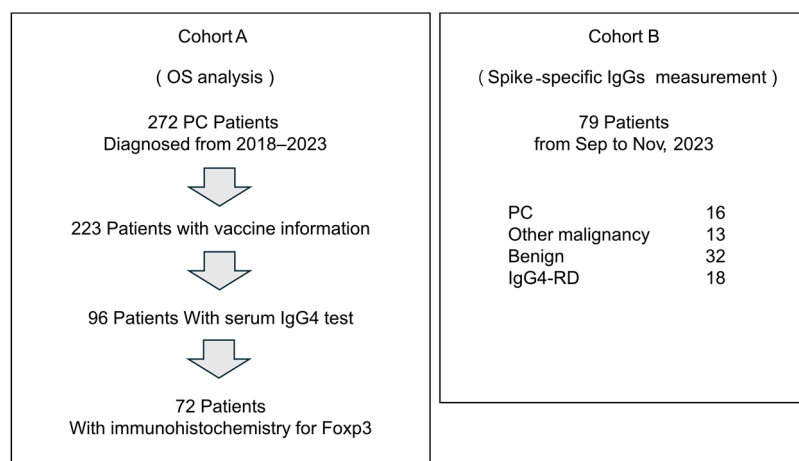 Cohort A
( OS analysis )
272 PC Patients
Diagnosed from 2018–2023
223 Patients with vaccine information
96 Patients With serum IgG4 test
72 Patients
With immunohistochemistry for Foxp3
Cohort B
( Spike-specific IgGs measurement )
79 Patients
from Sep to Nov, 2023
PC 16
Other malignancy 13
Benign 32
IgG4-RD 18